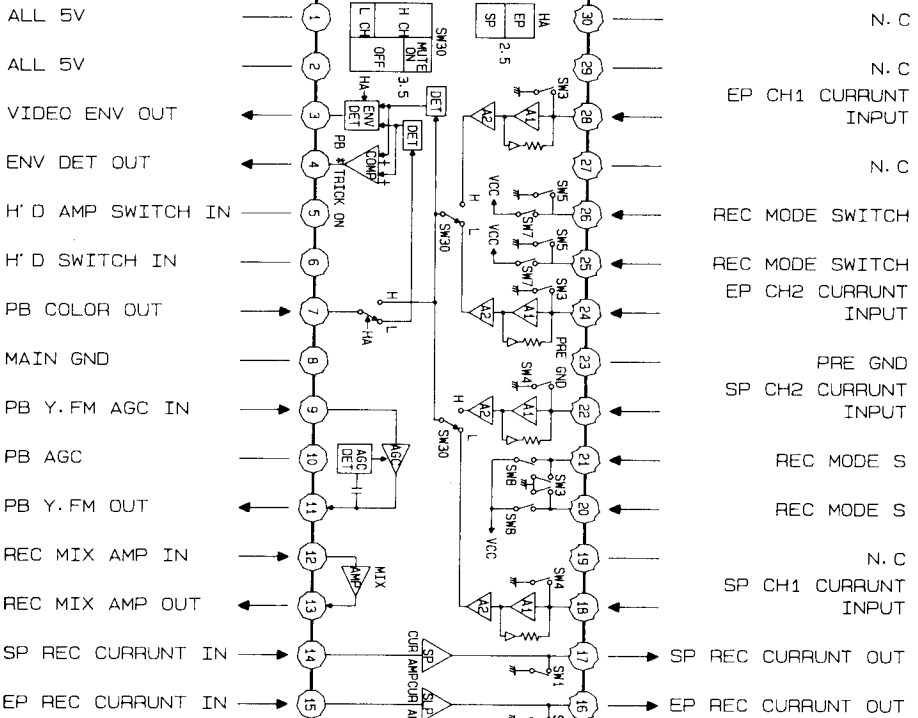 ALL 5V
ALL 5V
VIDEO ENV OUT
ENV DET OUT
H'D AMP SWITCH IN
H'D SWITCH IN
PB COLOR OUT
MAIN GND
PB Y.FM AGC IN
PB AGC
PB Y.FM OUT
REC MIX AMP IN
REC MIX AMP OUT
SP REC CURRUNT IN
EP REC CURRUNT IN
1
2
3
4
5
6
7
8
9
10
11
12
13
14
15
SW30
H CH
L CH
MUTE ON
OFF
3.5
HA
EP
SP
2.5
HA
ENV DET
DET
DET
COMP
PB * TRICK ON
H
L
HA
SW30
H
L
SW30
H
L
AGC
AGC DET
AMP
MIX
SP
CUR AMP
SLP
CUR A
SW3
A1
A2
VCC
SW5
SW7
VCC
SW5
SW7
SW3
A1
A2
PRE GND
SW4
A1
A2
SW8
SW3
SW8
VCC
SW4
A1
A2
SW1
30
29
28
27
26
25
24
23
22
21
20
19
18
17
16
N.C
N.C
EP CH1 CURRUNT
INPUT
N.C
REC MODE SWITCH
REC MODE SWITCH
EP CH2 CURRUNT
INPUT
PRE GND
SP CH2 CURRUNT
INPUT
REC MODE S
REC MODE S
N.C
SP CH1 CURRUNT
INPUT
SP REC CURRUNT OUT
EP REC CURRUNT OUT